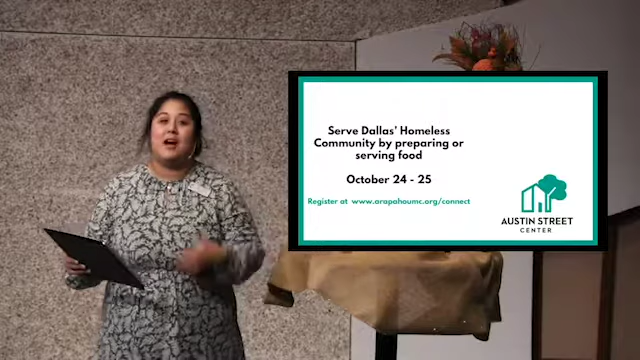 Serve Dallas' Homeless
Community by preparing or
serving food
October 24 - 25
Register at www.arapahoumc.org/connect
AUSTIN STREET
CENTER